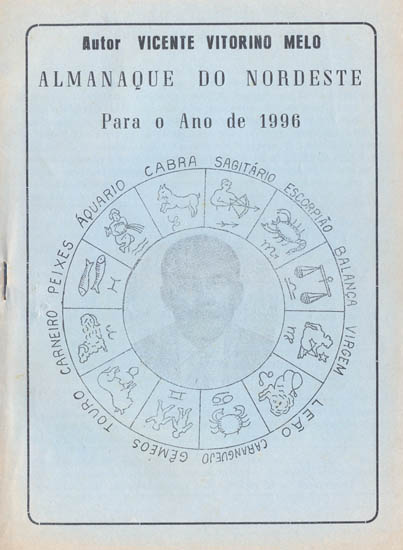 Autor VICENTE VITORINO MELO
ALMANAQUE DO NORDESTE
Para o Ano de 1996
CABRA
SAGITÁRIO
ESCORPIÃO
BALANÇA
VIRGEM
LEÃO
CARANGUEJO
GÊMEOS
TOURO
CARNEIRO
PEIXES
ÁQUARIO